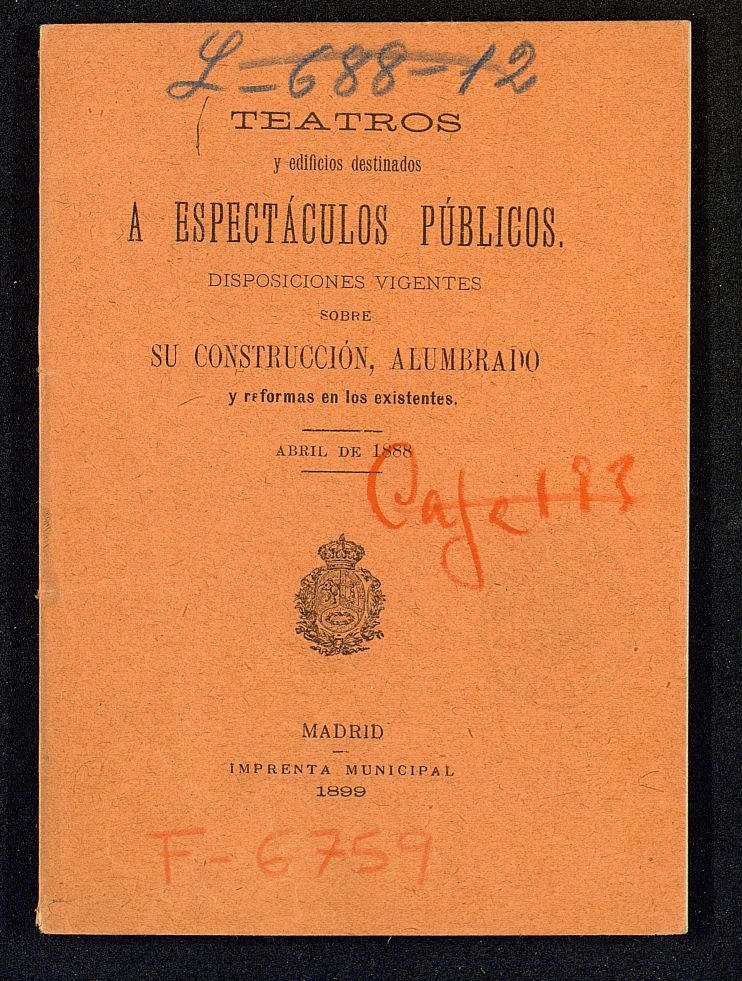 L-688-12
TEATROS
y edificios destinados
A ESPECTÁCULOS PÚBLICOS.
DISPOSICIONES VIGENTES
SOBRE
SU CONSTRUCCIÓN, ALUMBRADO
y reformas en los existentes.
ABRIL DE 1888
Caja 193
MADRID
IMPRENTA MUNICIPAL
1899
F-6759